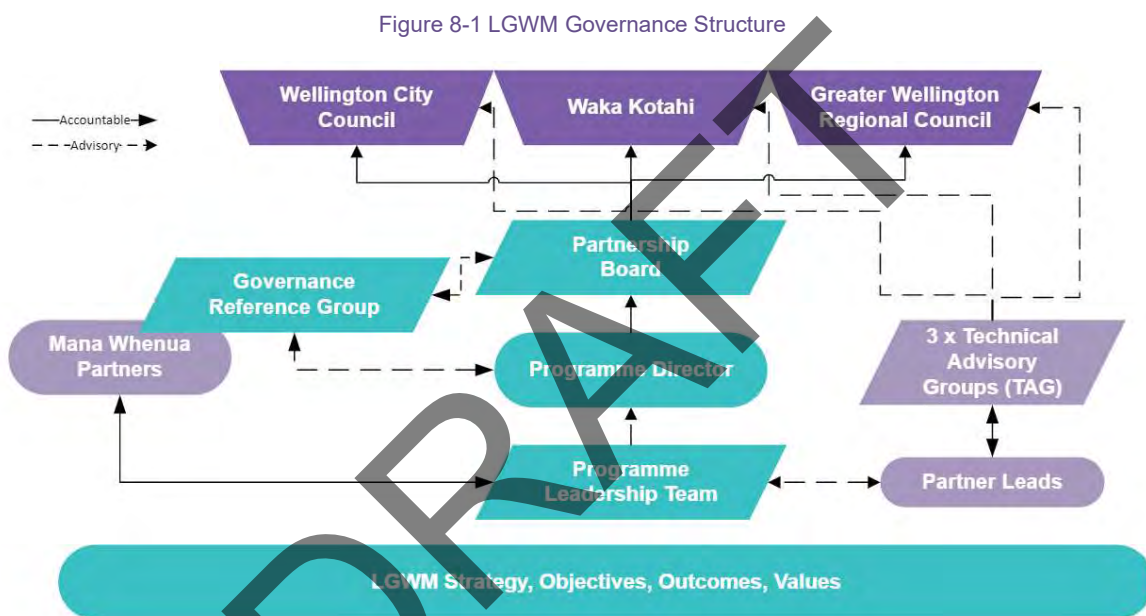 Figure 8-1 LGWM Governance Structure
Wellington City
Council
Waka Kotahi
Greater Wellington
Regional Council
Accountable
Advisory
Partnership
Board
Governance
Reference Group
Mana Whenua
Partners
Programme Director
3 x Technical
Advisory
Groups (TAG)
Programme
Leadership Team
Partner Leads
LGWM Strategy, Objectives, Outcomes, Values
DRAFT